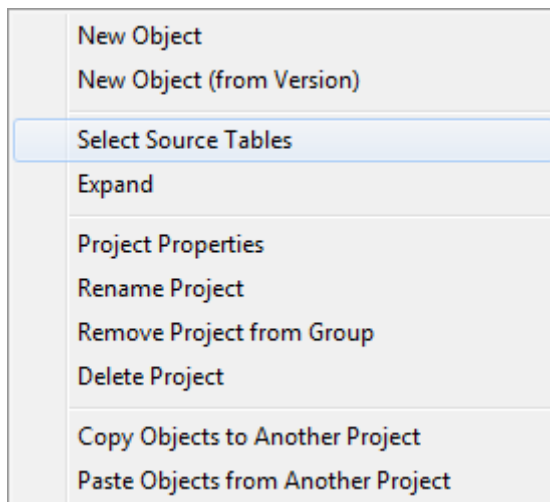 New Object
New Object (from Version)
Select Source Tables
Expand
Project Properties
Rename Project
Remove Project from Group
Delete Project
Copy Objects to Another Project
Paste Objects from Another Project